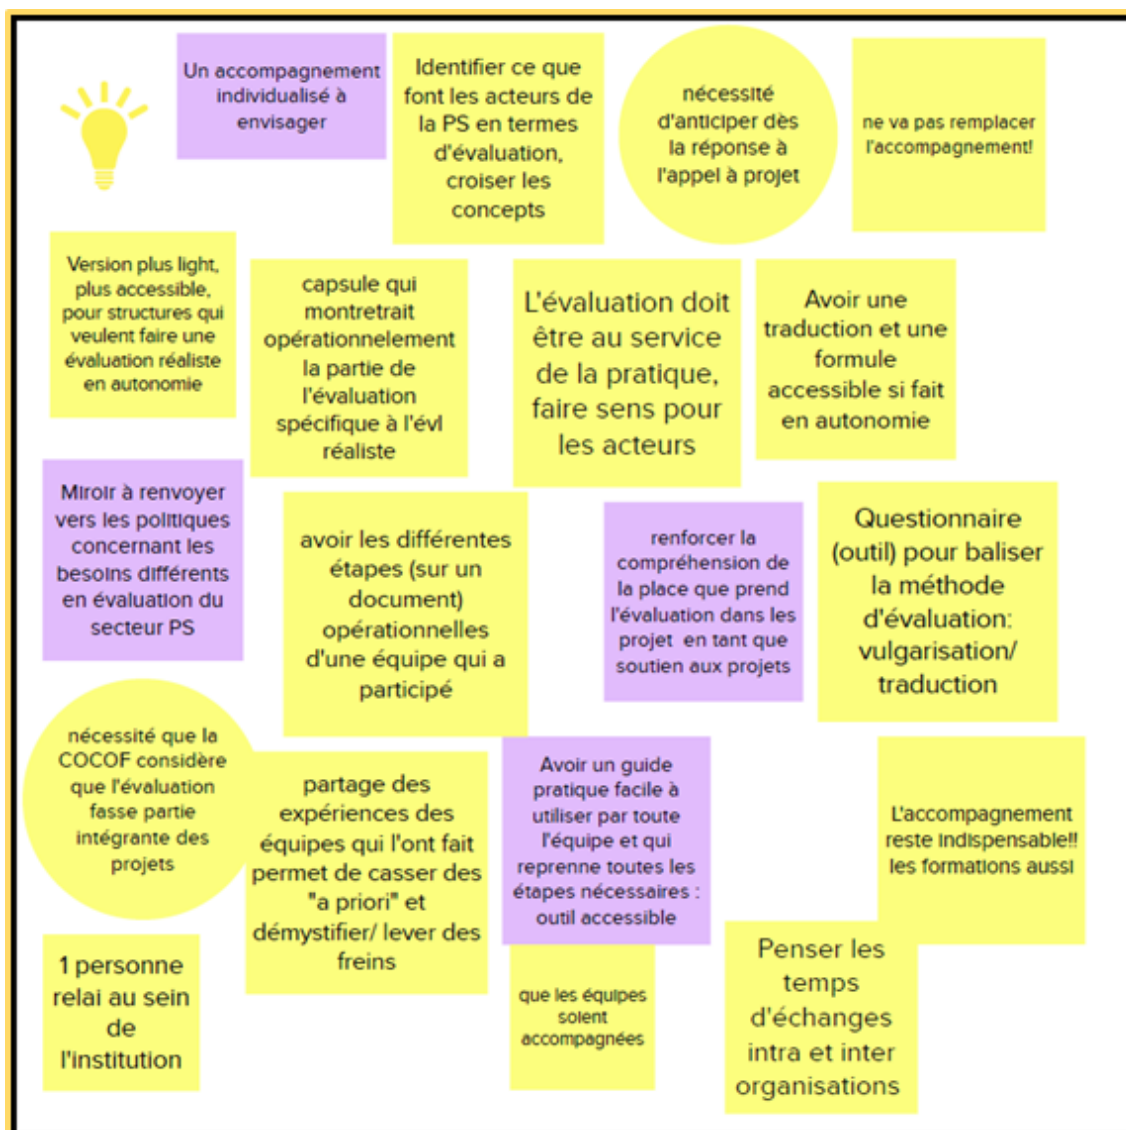 Un accompagnement
individualisé à
envisager
Identifier ce que
font les acteurs de
la PS en termes
d'évaluation,
croiser les
concepts
nécessité
d'anticiper dès
la réponse à
l'appel à projet
ne va pas remplacer
l'accompagnement!
Version plus light,
plus accessible,
pour structures qui
veulent faire une
évaluation réaliste
en autonomie
capsule qui
montretrait
opérationnelement
la partie de
l'évaluation
spécifique à l'évl
réaliste
L'évaluation doit
être au service
de la pratique,
faire sens pour
les acteurs
Avoir une
traduction et une
formule
accessible si fait
en autonomie
Miroir à renvoyer
vers les politiques
concernant les
besoins différents
en évaluation du
secteur PS
avoir les différentes
étapes (sur un
document)
opérationnelles
d'une équipe qui a
participé
renforcer la
compréhension de
la place que prend
l'évaluation dans les
projet en tant que
soutien aux projets
Questionnaire
(outil) pour baliser
la méthode
d'évaluation:
vulgarisation/
traduction
nécessité que la
COCOF considère
que l'évaluation
fasse partie
intégrante des
projets
partage des
expériences des
équipes qui l'ont fait
permet de casser des
"a priori" et
démystifier/ lever des
freins
Avoir un guide
pratique facile à
utiliser par toute
l'équipe et qui
reprenne toutes les
étapes nécessaires :
outil accessible
L'accompagnement
reste indispensable!!
les formations aussi
1 personne
relai au sein
de
l'institution
que les équipes
soient
accompagnées
Penser les
temps
d'échanges
intra et inter
organisations